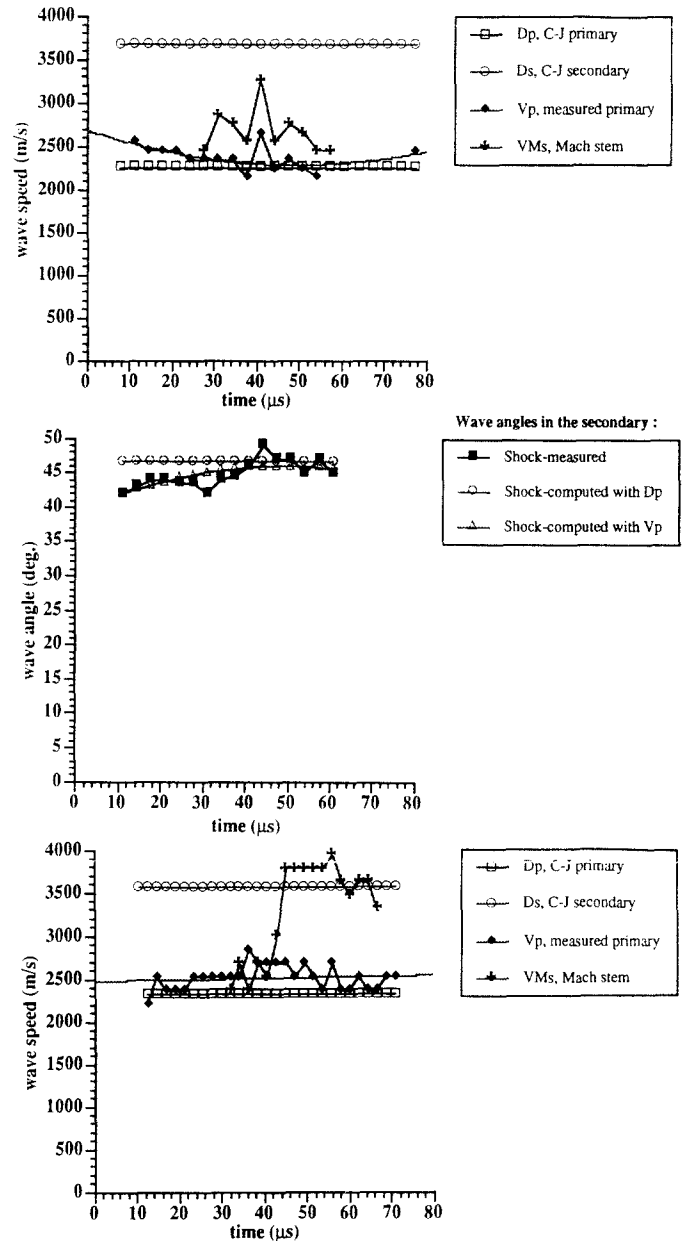 4000
3500
3000
2500
2000
1500
1000
500
0
wave speed (m/s)
0 10 20 30 40 50 60 70 80
time (µs)
Dp, C-J primary
Ds, C-J secondary
Vp, measured primary
VMs, Mach stem
50
45
40
35
30
25
20
15
10
5
0
wave angle (deg.)
0 10 20 30 40 50 60 70 80
time (µs)
Wave angles in the secondary :
Shock-measured
Shock-computed with Dp
Shock-computed with Vp
4000
3500
3000
2500
2000
1500
1000
500
0
wave speed (m/s)
0 10 20 30 40 50 60 70 80
time (µs)
Dp, C-J primary
Ds, C-J secondary
Vp, measured primary
VMs, Mach stem